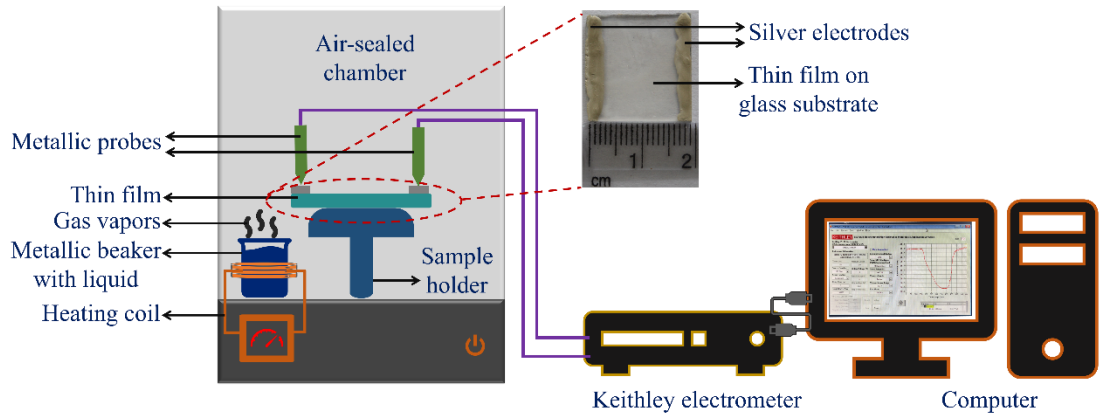 Air-sealed
chamber
Silver electrodes
Thin film on
glass substrate
Metallic probes
1
2
cm
Thin film
Gas vapors
Metallic beaker
with liquid
Sample
holder
Heating coil
Keithley electrometer
Computer